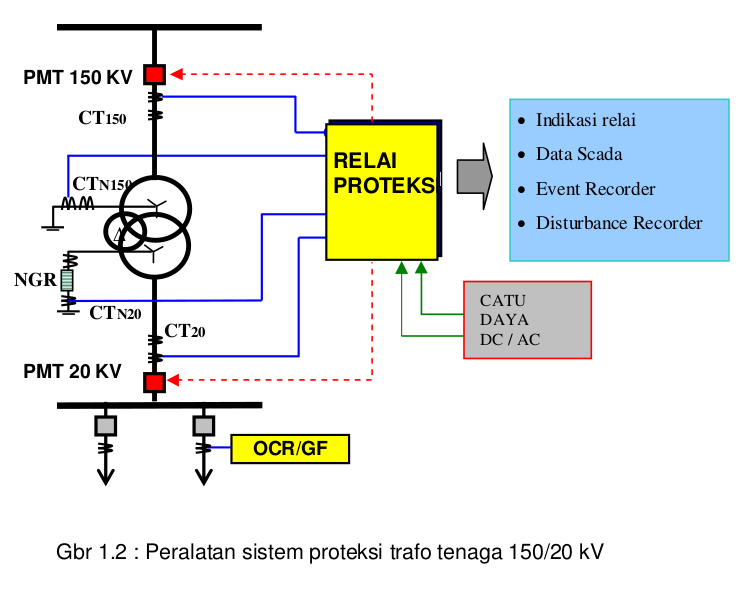 PMT 150 KV
CT150
RELAI
PROTEKS
• Indikasi relai
• Data Scada
• Event Recorder
• Disturbance Recorder
CTN150
Δ
NGR
CTN20
CT20
CATU
DAYA
DC / AC
PMT 20 KV
OCR/GF
Gbr 1.2 : Peralatan sistem proteksi trafo tenaga 150/20 kV